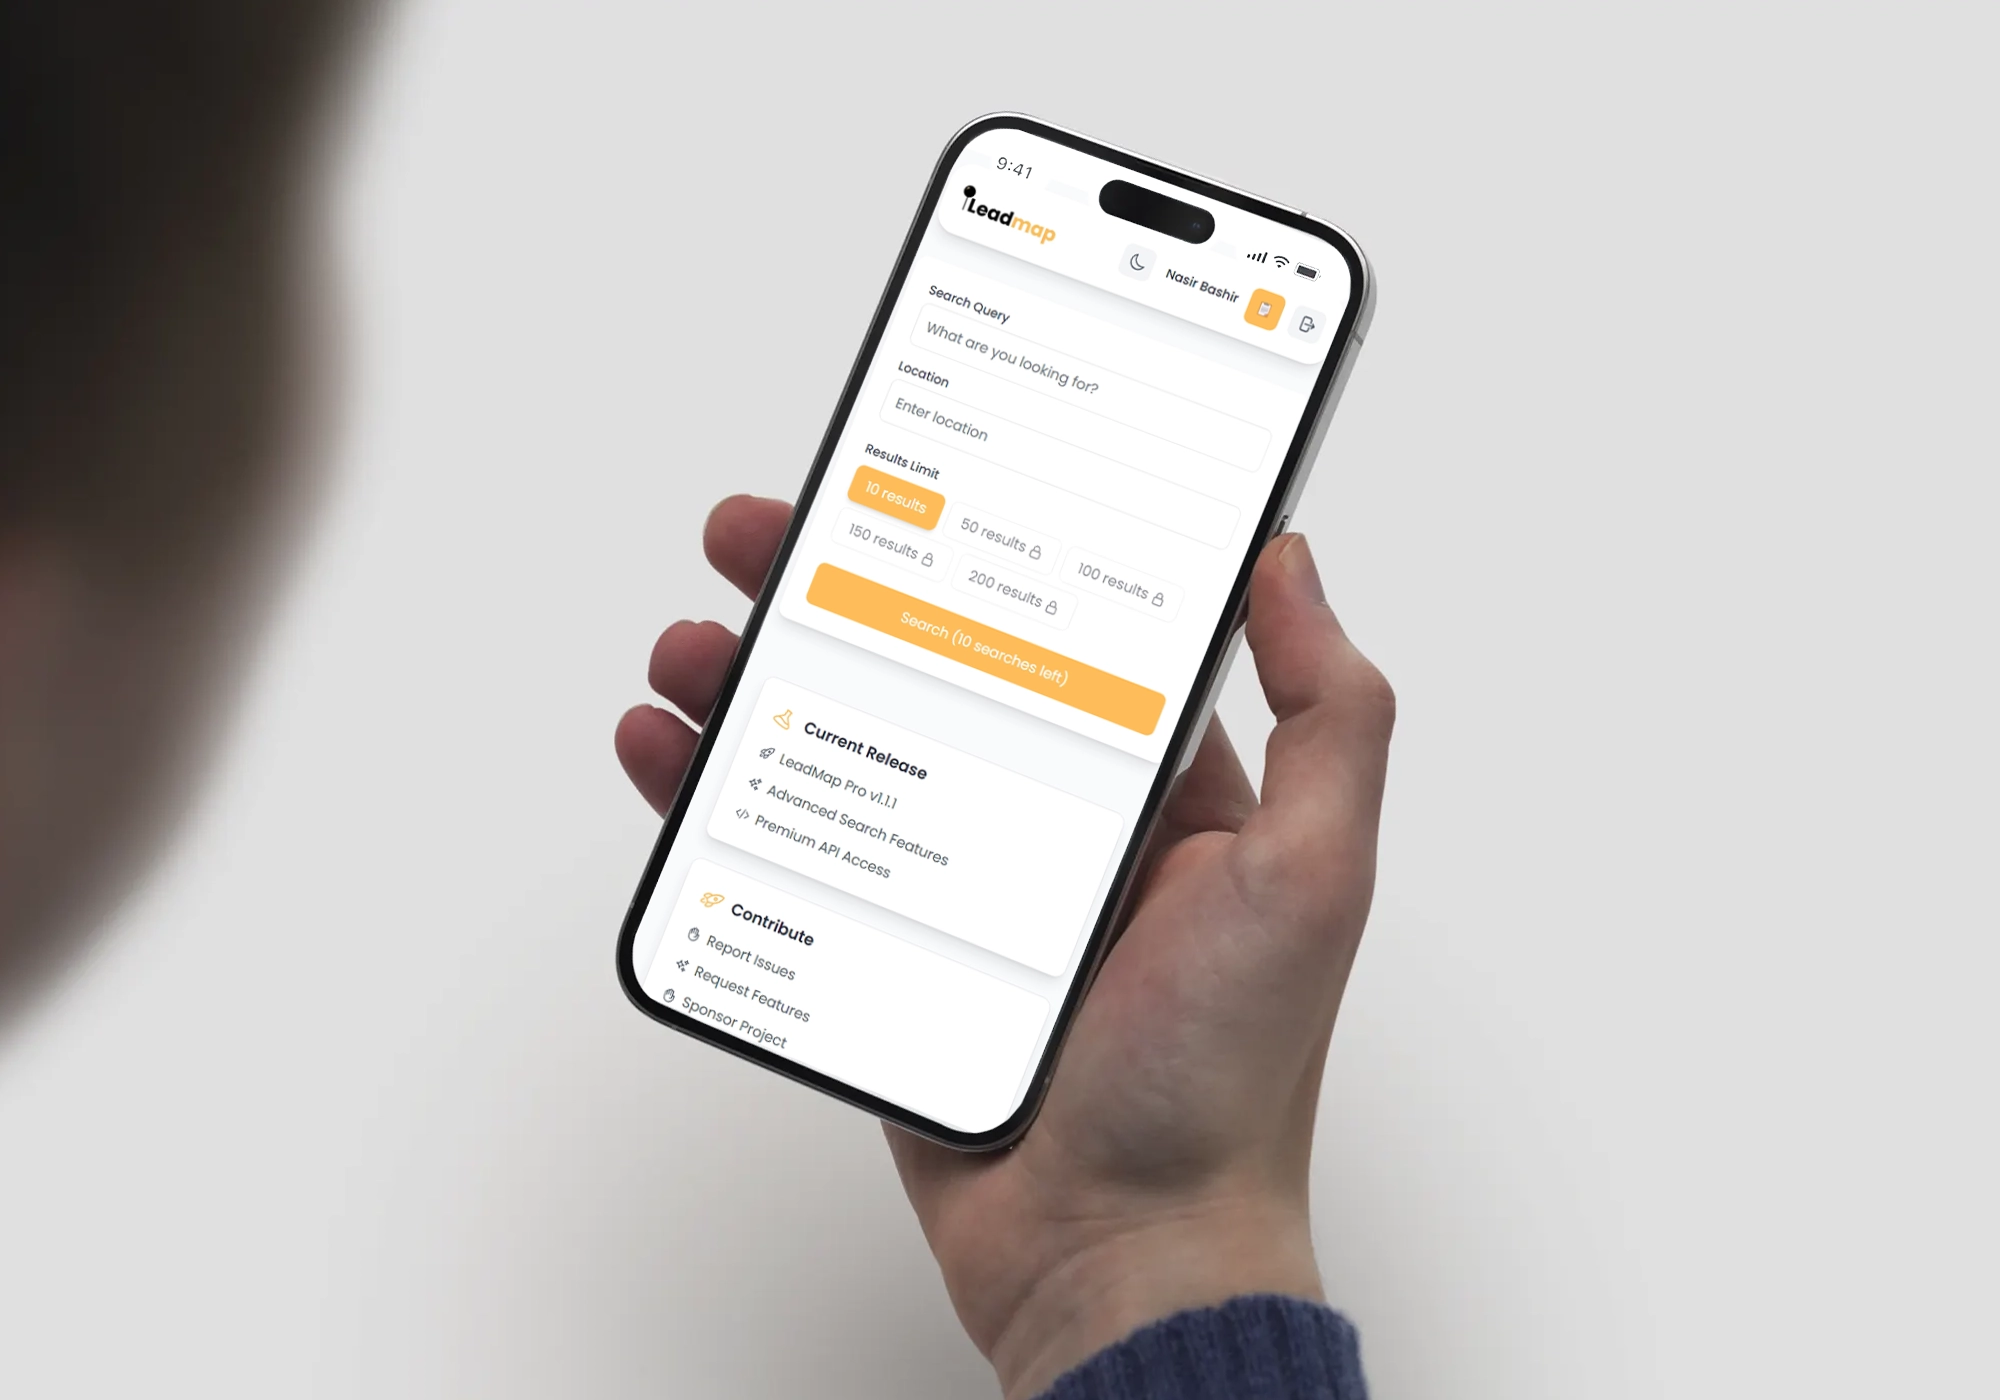 9:41
Leadmap
Nasir Bashir
Search Query
What are you looking for?
Location
Enter location
Results Limit
10 results
50 results
100 results
150 results
200 results
Search (10 searches left)
Current Release
LeadMap Pro v1.1.1
Advanced Search Features
Premium API Access
Contribute
Report Issues
Request Features
Sponsor Project